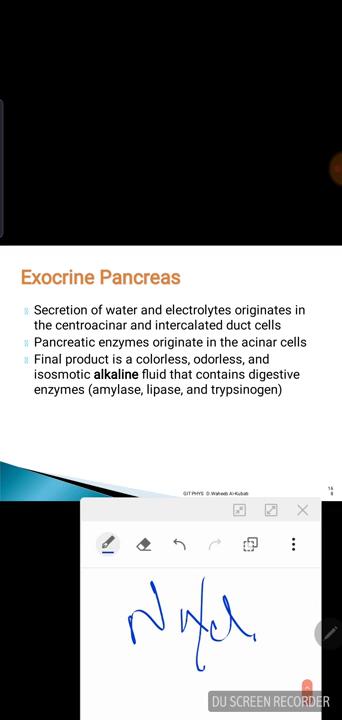 Exocrine Pancreas
Secretion of water and electrolytes originates in
the centroacinar and intercalated duct cells
Pancreatic enzymes originate in the acinar cells
Final product is a colorless, odorless, and
isosmotic alkaline fluid that contains digestive
enzymes (amylase, lipase, and trypsinogen)
GIT PHYS D.Waheeb Al-Kubati
16
8
DU SCREEN RECORDER